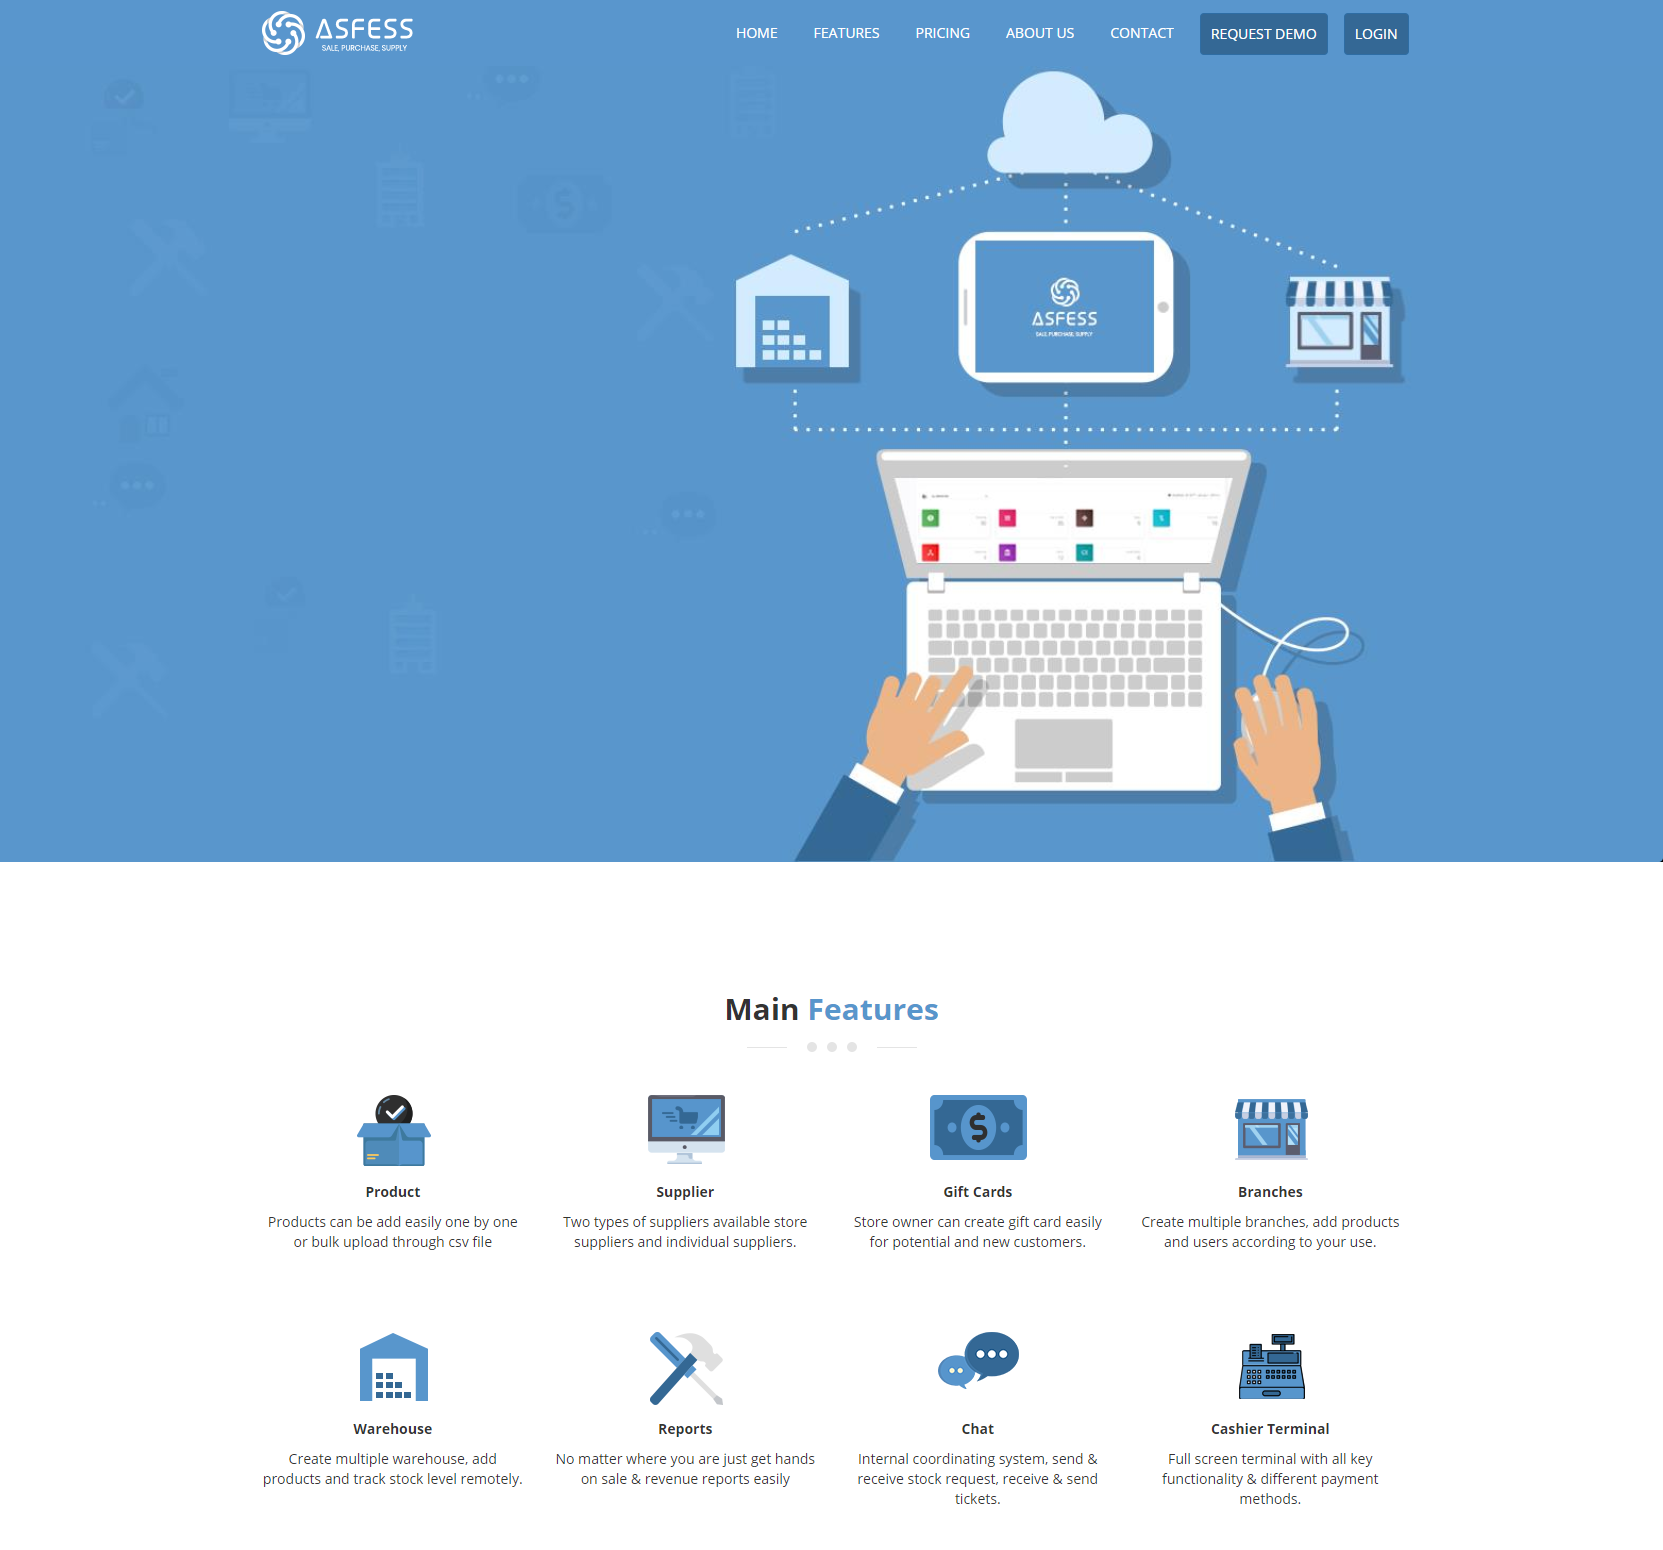 ASFESS
SALE, PURCHASE, SUPPLY
HOME
FEATURES
PRICING
ABOUT US
CONTACT
REQUEST DEMO
LOGIN
ASFESS
SALE, PURCHASE, SUPPLY
Main Features
Product
Products can be add easily one by one
or bulk upload through csv file
Supplier
Two types of suppliers available store
suppliers and individual suppliers.
Gift Cards
Store owner can create gift card easily
for potential and new customers.
Branches
Create multiple branches, add products
and users according to your use.
Warehouse
Create multiple warehouse, add
products and track stock level remotely.
Reports
No matter where you are just get hands
on sale & revenue reports easily
Chat
Internal coordinating system, send &
receive stock request, receive & send
tickets.
Cashier Terminal
Full screen terminal with all key
functionality & different payment
methods.